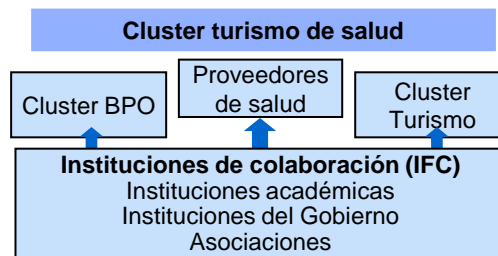 Cluster turismo de salud
Cluster BPO
Proveedores
de salud
Cluster
Turismo
Instituciones de colaboración (IFC)
Instituciones académicas
Instituciones del Gobierno
Asociaciones